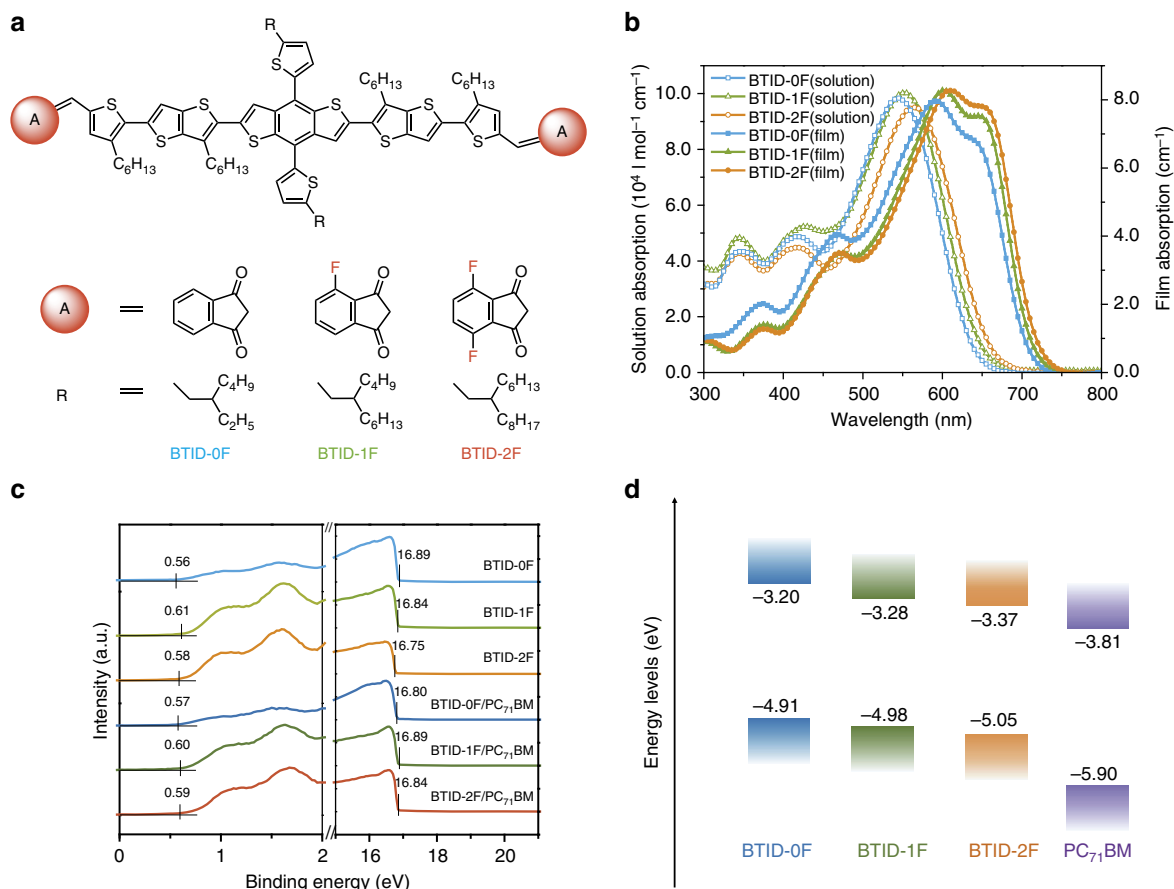 a
R
S
C6H13
C6H13
A
S
S
S
S
S
S
S
S
A
C6H13
C6H13
S
R
A
=
O
O
F
O
O
F
O
O
F
R
=
C4H9
C2H5
C4H9
C6H13
C6H13
C8H17
BTID-0F
BTID-1F
BTID-2F
b
BTID-0F(solution)
BTID-1F(solution)
BTID-2F(solution)
BTID-0F(film)
BTID-1F(film)
BTID-2F(film)
Solution absorption (10⁴ l mol⁻¹ cm⁻¹)
10.0
8.0
6.0
4.0
2.0
0.0
8.0
6.0
4.0
2.0
0.0
Film absorption (cm⁻¹)
300 400 500 600 700 800
Wavelength (nm)
c
Intensity (a.u.)
0.56
16.89
BTID-0F
0.61
16.84
BTID-1F
0.58
16.75
BTID-2F
0.57
16.80
BTID-0F/PC₇₁BM
0.60
16.89
BTID-1F/PC₇₁BM
0.59
16.84
BTID-2F/PC₇₁BM
0 1 2 16 18 20
Binding energy (eV)
d
Energy levels (eV)
–3.20
–3.28
–3.37
–3.81
–4.91
–4.98
–5.05
–5.90
BTID-0F
BTID-1F
BTID-2F
PC₇₁BM